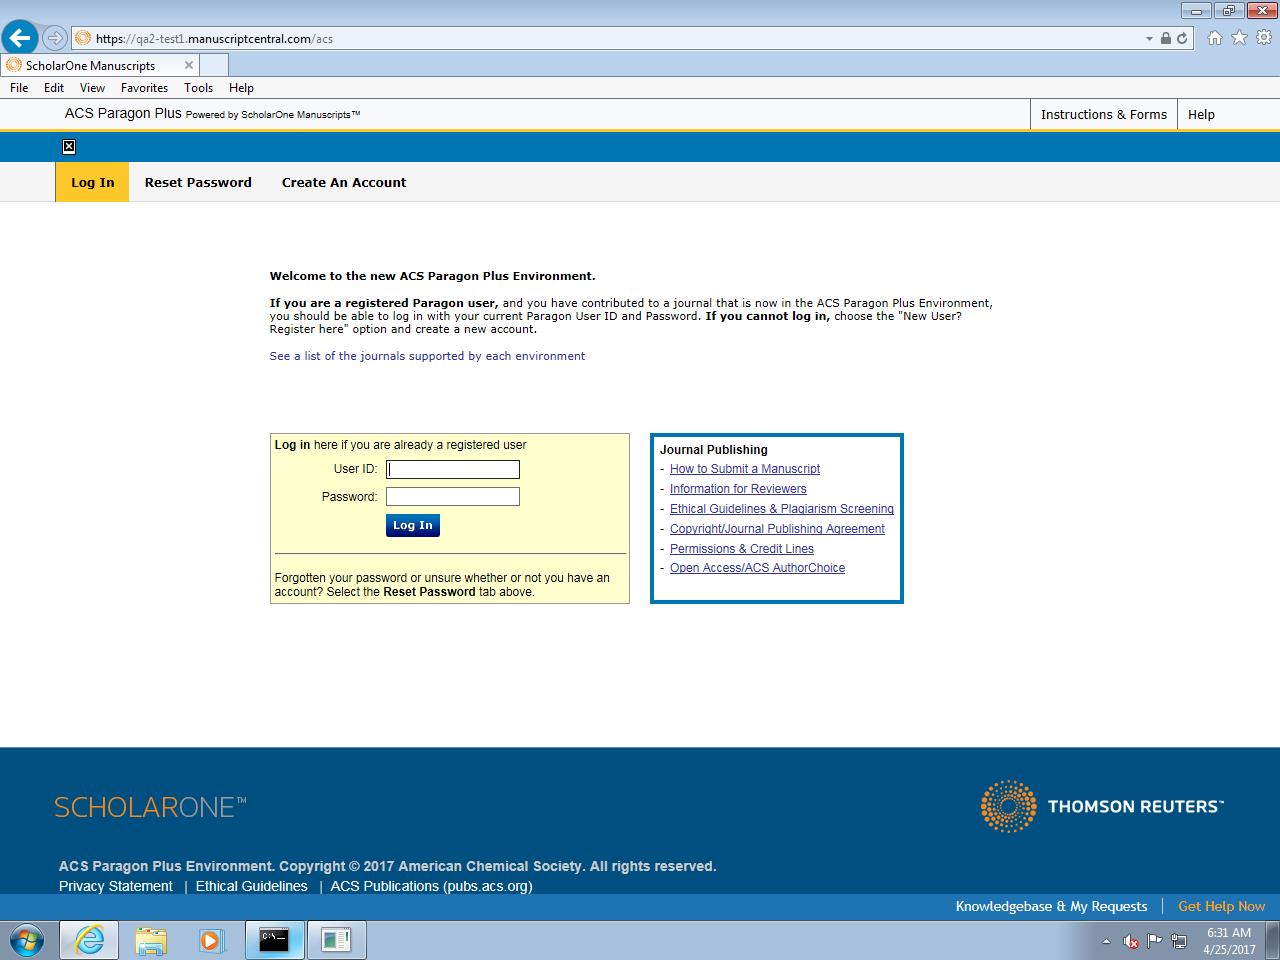 https://qa2-test1.manuscriptcentral.com/acs
ScholarOne Manuscripts
File Edit View Favorites Tools Help
ACS Paragon Plus Powered by ScholarOne Manuscripts™
Instructions & Forms Help
Log In Reset Password Create An Account
Welcome to the new ACS Paragon Plus Environment.
If you are a registered Paragon user, and you have contributed to a journal that is now in the ACS Paragon Plus Environment,
you should be able to log in with your current Paragon User ID and Password. If you cannot log in, choose the "New User?
Register here" option and create a new account.
See a list of the journals supported by each environment
Log in here if you are already a registered user
User ID:
Password:
Log In
Forgotten your password or unsure whether or not you have an
account? Select the Reset Password tab above.
Journal Publishing
- How to Submit a Manuscript
- Information for Reviewers
- Ethical Guidelines & Plagiarism Screening
- Copyright/Journal Publishing Agreement
- Permissions & Credit Lines
- Open Access/ACS AuthorChoice
SCHOLARONE™
THOMSON REUTERS™
ACS Paragon Plus Environment. Copyright © 2017 American Chemical Society. All rights reserved.
Privacy Statement | Ethical Guidelines | ACS Publications (pubs.acs.org)
Knowledgebase & My Requests | Get Help Now
C:\_
6:31 AM
4/25/2017